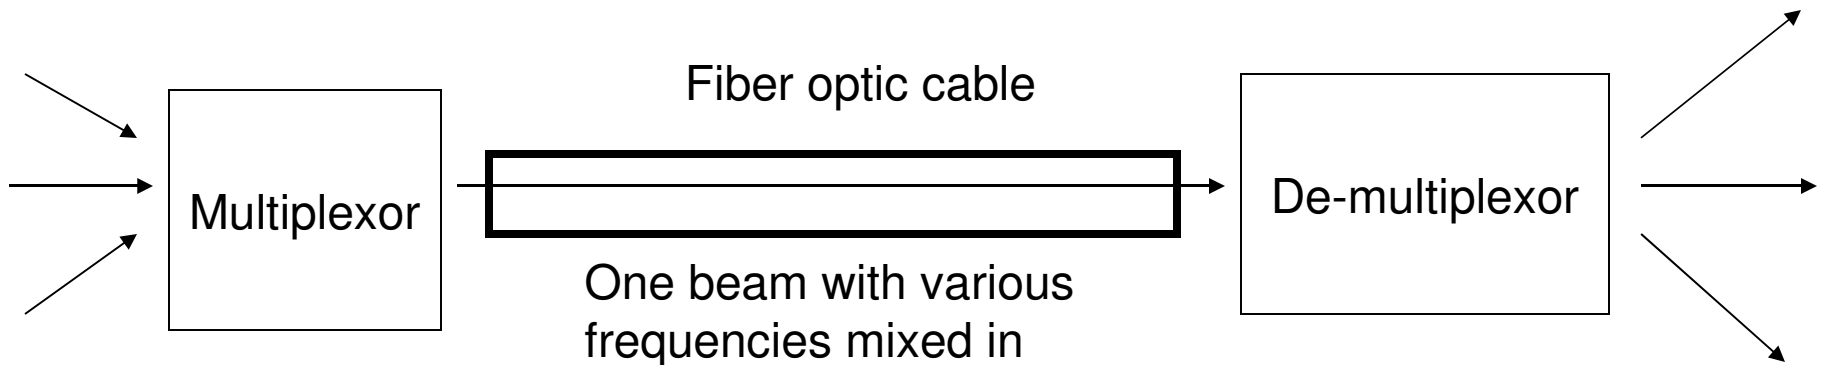 Fiber optic cable
Multiplexor
De-multiplexor
One beam with various
frequencies mixed in